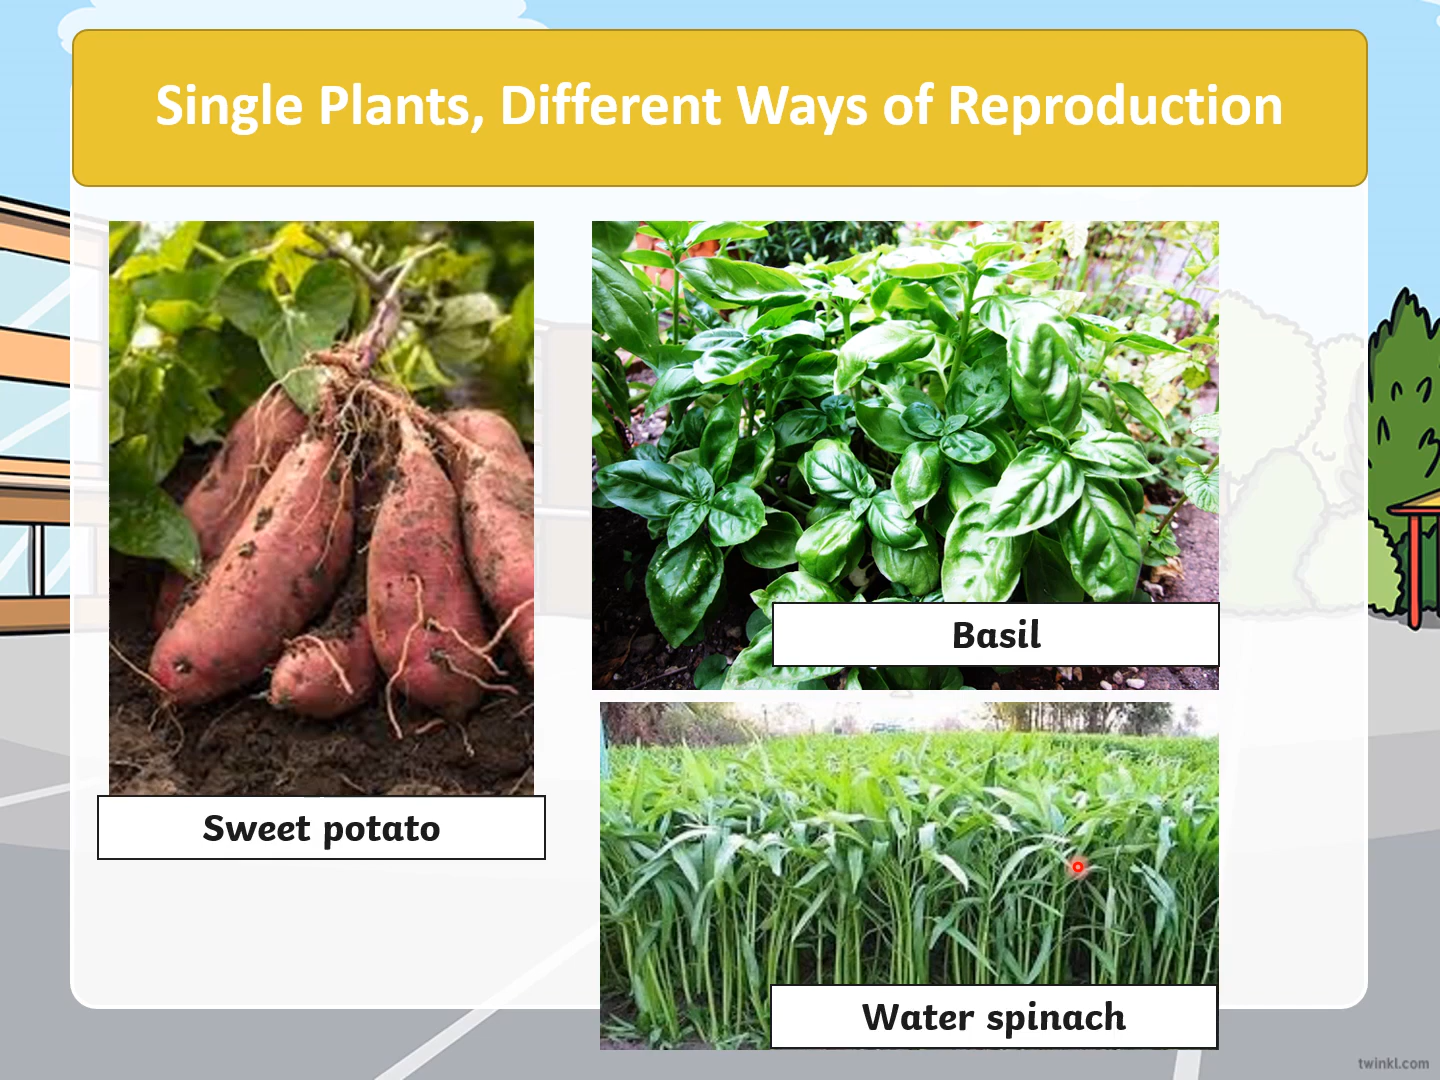 Single Plants, Different Ways of Reproduction
Sweet potato
Basil
Water spinach
twinkl.com